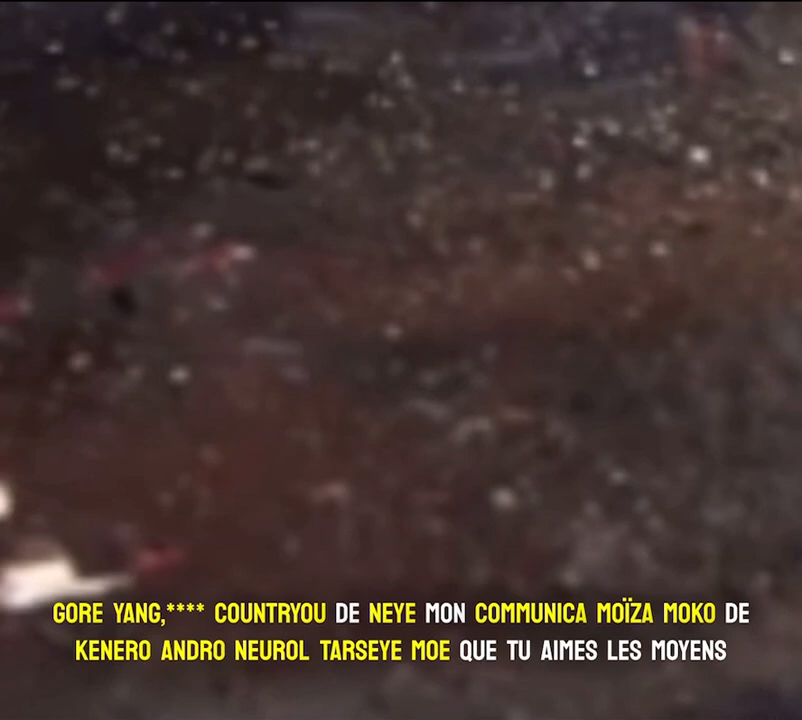 GORE YANG,**** COUNTRYOU DE NEYE MON COMMUNICA MOÏZA MOKO DE
KENERO ANDRO NEUROL TARSEYE MOE QUE TU AIMES LES MOYENS